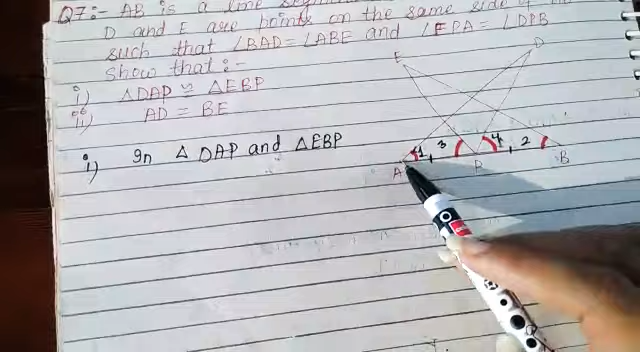 Q7:- AB is a line
D and E are points on the same side of
such that ∠BAD = ∠ABE and ∠EPA = ∠DPB
Show that :-
i) ΔDAP ≅ ΔEBP
ii) AD = BE
i) In Δ DAP and ΔEBP
E D
1 3 4 2
A P B